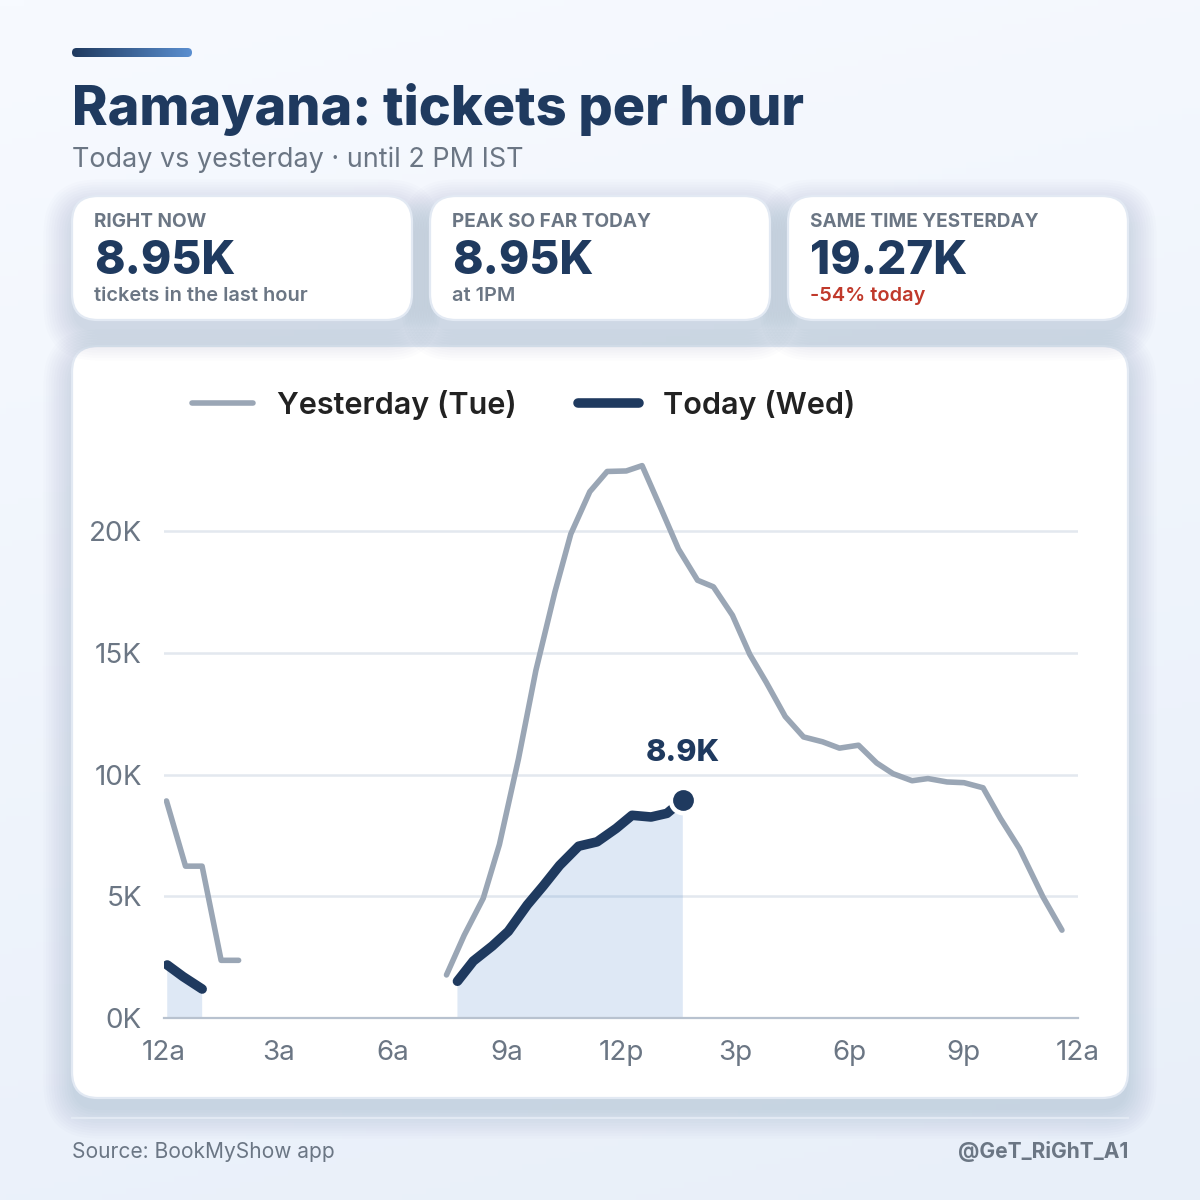 Ramayana: tickets per hour
Today vs yesterday · until 2 PM IST
RIGHT NOW
8.95K
tickets in the last hour
PEAK SO FAR TODAY
8.95K
at 1PM
SAME TIME YESTERDAY
19.27K
-54% today
Yesterday (Tue)
Today (Wed)
20K
15K
10K
5K
0K
8.9K
12a 3a 6a 9a 12p 3p 6p 9p 12a
Source: BookMyShow app
@GeT_RiGhT_A1